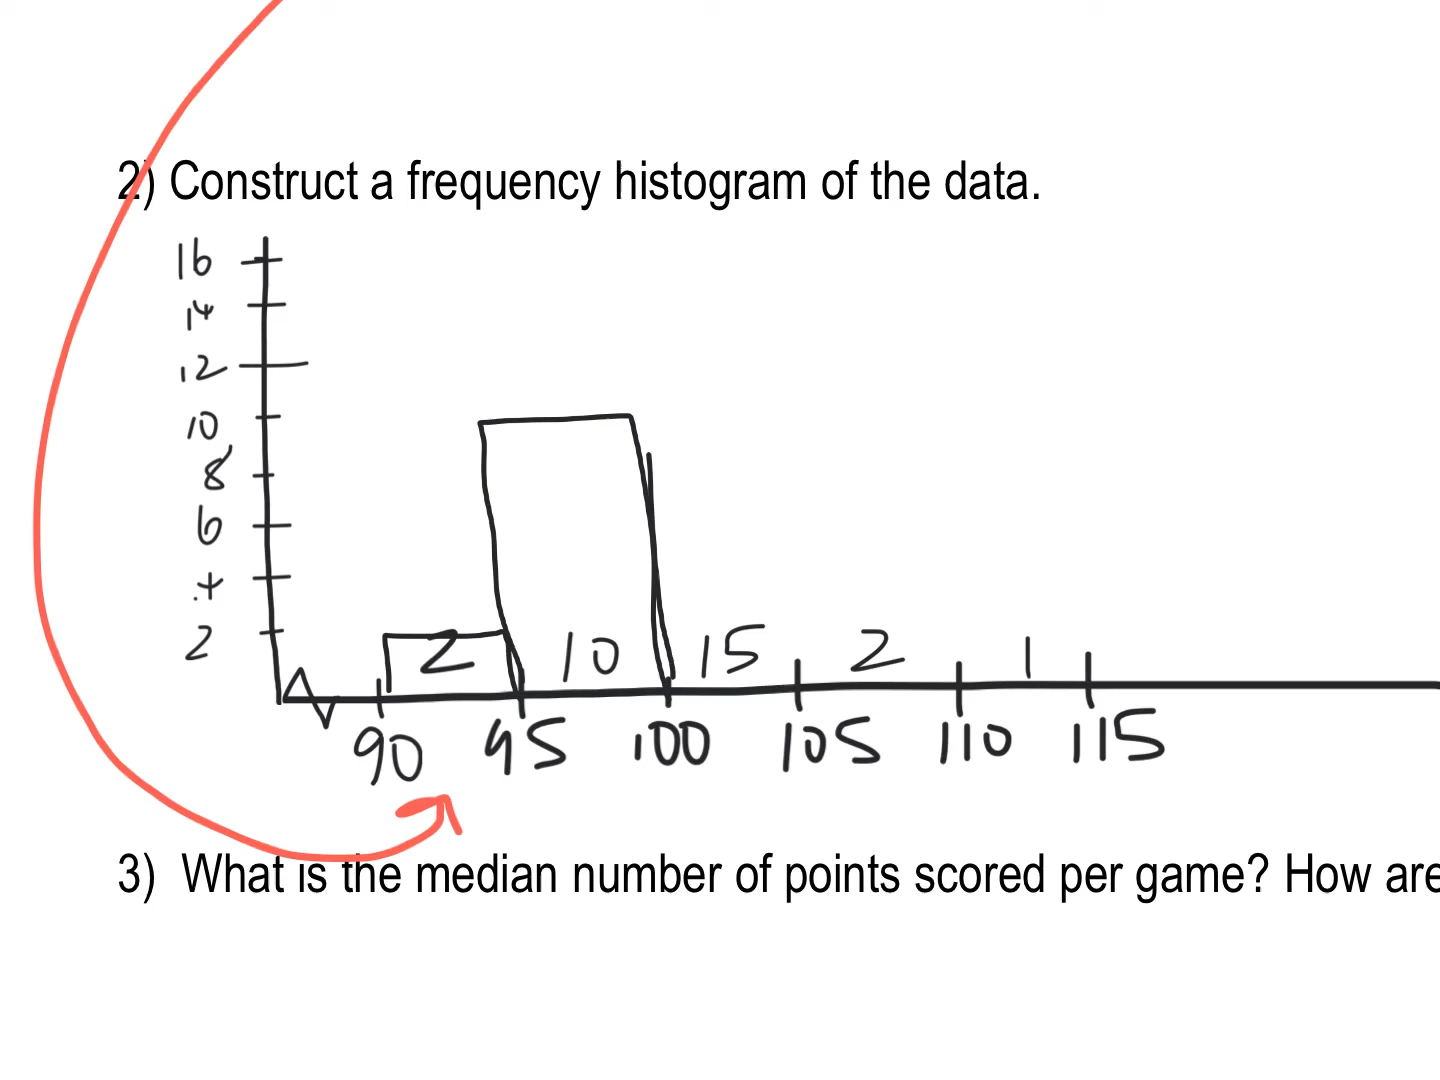 2) Construct a frequency histogram of the data.
16
14
12
10
8
6
4
2
2 10 15 2 1
90 95 100 105 110 115
3) What is the median number of points scored per game? How are